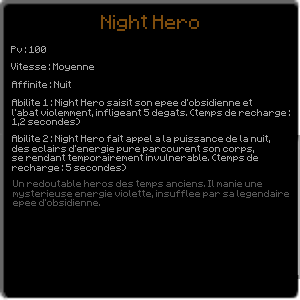 Night Hero
Pv : 100
Vitesse : Moyenne
Affinite : Nuit
Abilite 1 : Night Hero saisit son epee d'obsidienne et
l'abat violemment, infligeant 5 degats. (temps de recharge :
1,2 secondes)
Abilite 2 : Night Hero fait appel a la puissance de la nuit,
des eclairs d'energie pure parcourent son corps,
se rendant temporairement invulnerable. (temps de
recharge : 5 secondes)
Un redoutable heros des temps anciens. Il manie une
mysterieuse energie violette, insufflee par sa legendaire
epee d'obsidienne.